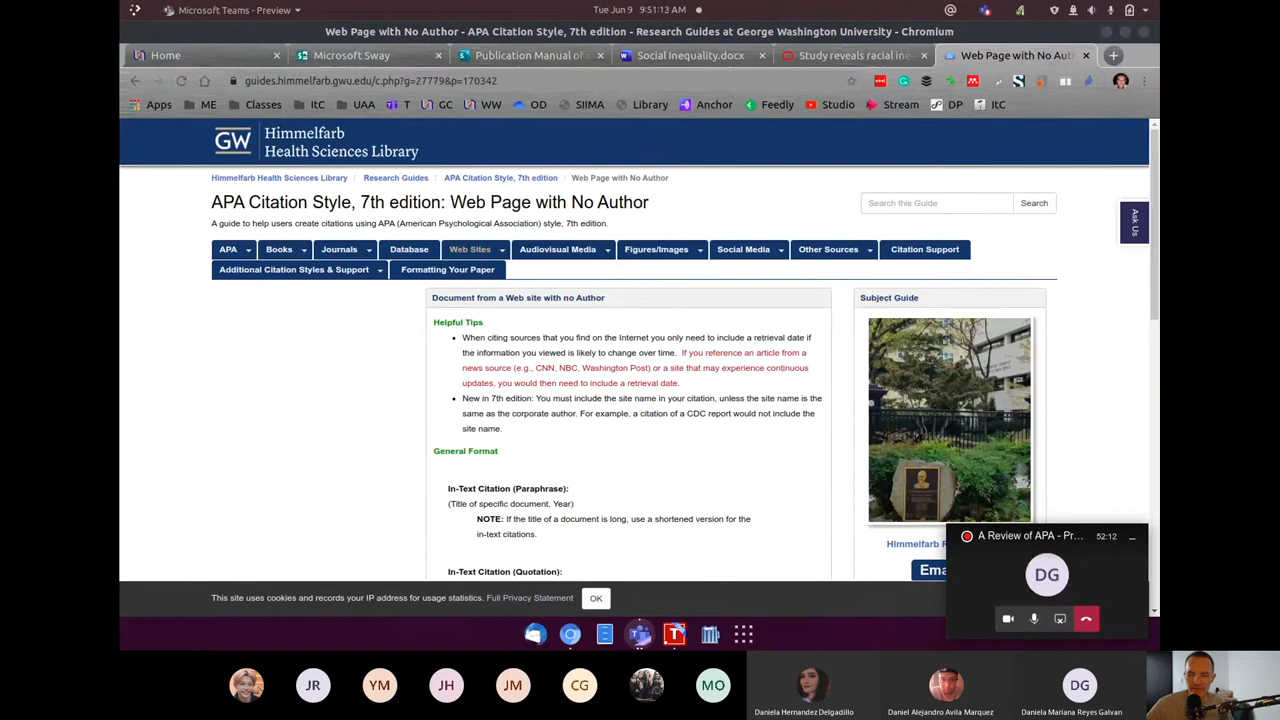 Microsoft Teams - Preview
Tue Jun 9 9:51:13 AM
Web Page with No Author - APA Citation Style, 7th edition - Research Guides at George Washington University - Chromium
Home
Microsoft Sway
Publication Manual of
Social Inequality.docx
Study reveals racial ine
Web Page with No Aut
guides.himmelfarb.gwu.edu/c.php?g=27779&p=170342
Apps ME Classes ItC UAA T GC WW OD SIIMA Library Anchor Feedly Studio Stream DP ItC
GW
Himmelfarb
Health Sciences Library
Himmelfarb Health Sciences Library / Research Guides / APA Citation Style, 7th edition / Web Page with No Author
APA Citation Style, 7th edition: Web Page with No Author
Search this Guide Search
A guide to help users create citations using APA (American Psychological Association) style, 7th edition.
Ask Us
APA Books Journals Database Web Sites Audiovisual Media Figures/Images Social Media Other Sources Citation Support
Additional Citation Styles & Support Formatting Your Paper
Document from a Web site with no Author
Helpful Tips
When citing sources that you find on the Internet you only need to include a retrieval date if
the information you viewed is likely to change over time. If you reference an article from a
news source (e.g., CNN, NBC, Washington Post) or a site that may experience continuous
updates, you would then need to include a retrieval date.
New in 7th edition: You must include the site name in your citation, unless the site name is the
same as the corporate author. For example, a citation of a CDC report would not include the
site name.
General Format
In-Text Citation (Paraphrase):
(Title of specific document, Year)
NOTE: If the title of a document is long, use a shortened version for the
in-text citations.
In-Text Citation (Quotation):
Subject Guide
Himmelfarb R
Ema
A Review of APA - Pr... 52:12
DG
This site uses cookies and records your IP address for usage statistics. Full Privacy Statement OK
JR YM JH JM CG MO DG
Daniela Hernandez Delgadillo
Daniel Alejandro Avila Marquez
Daniela Mariana Reyes Galvan